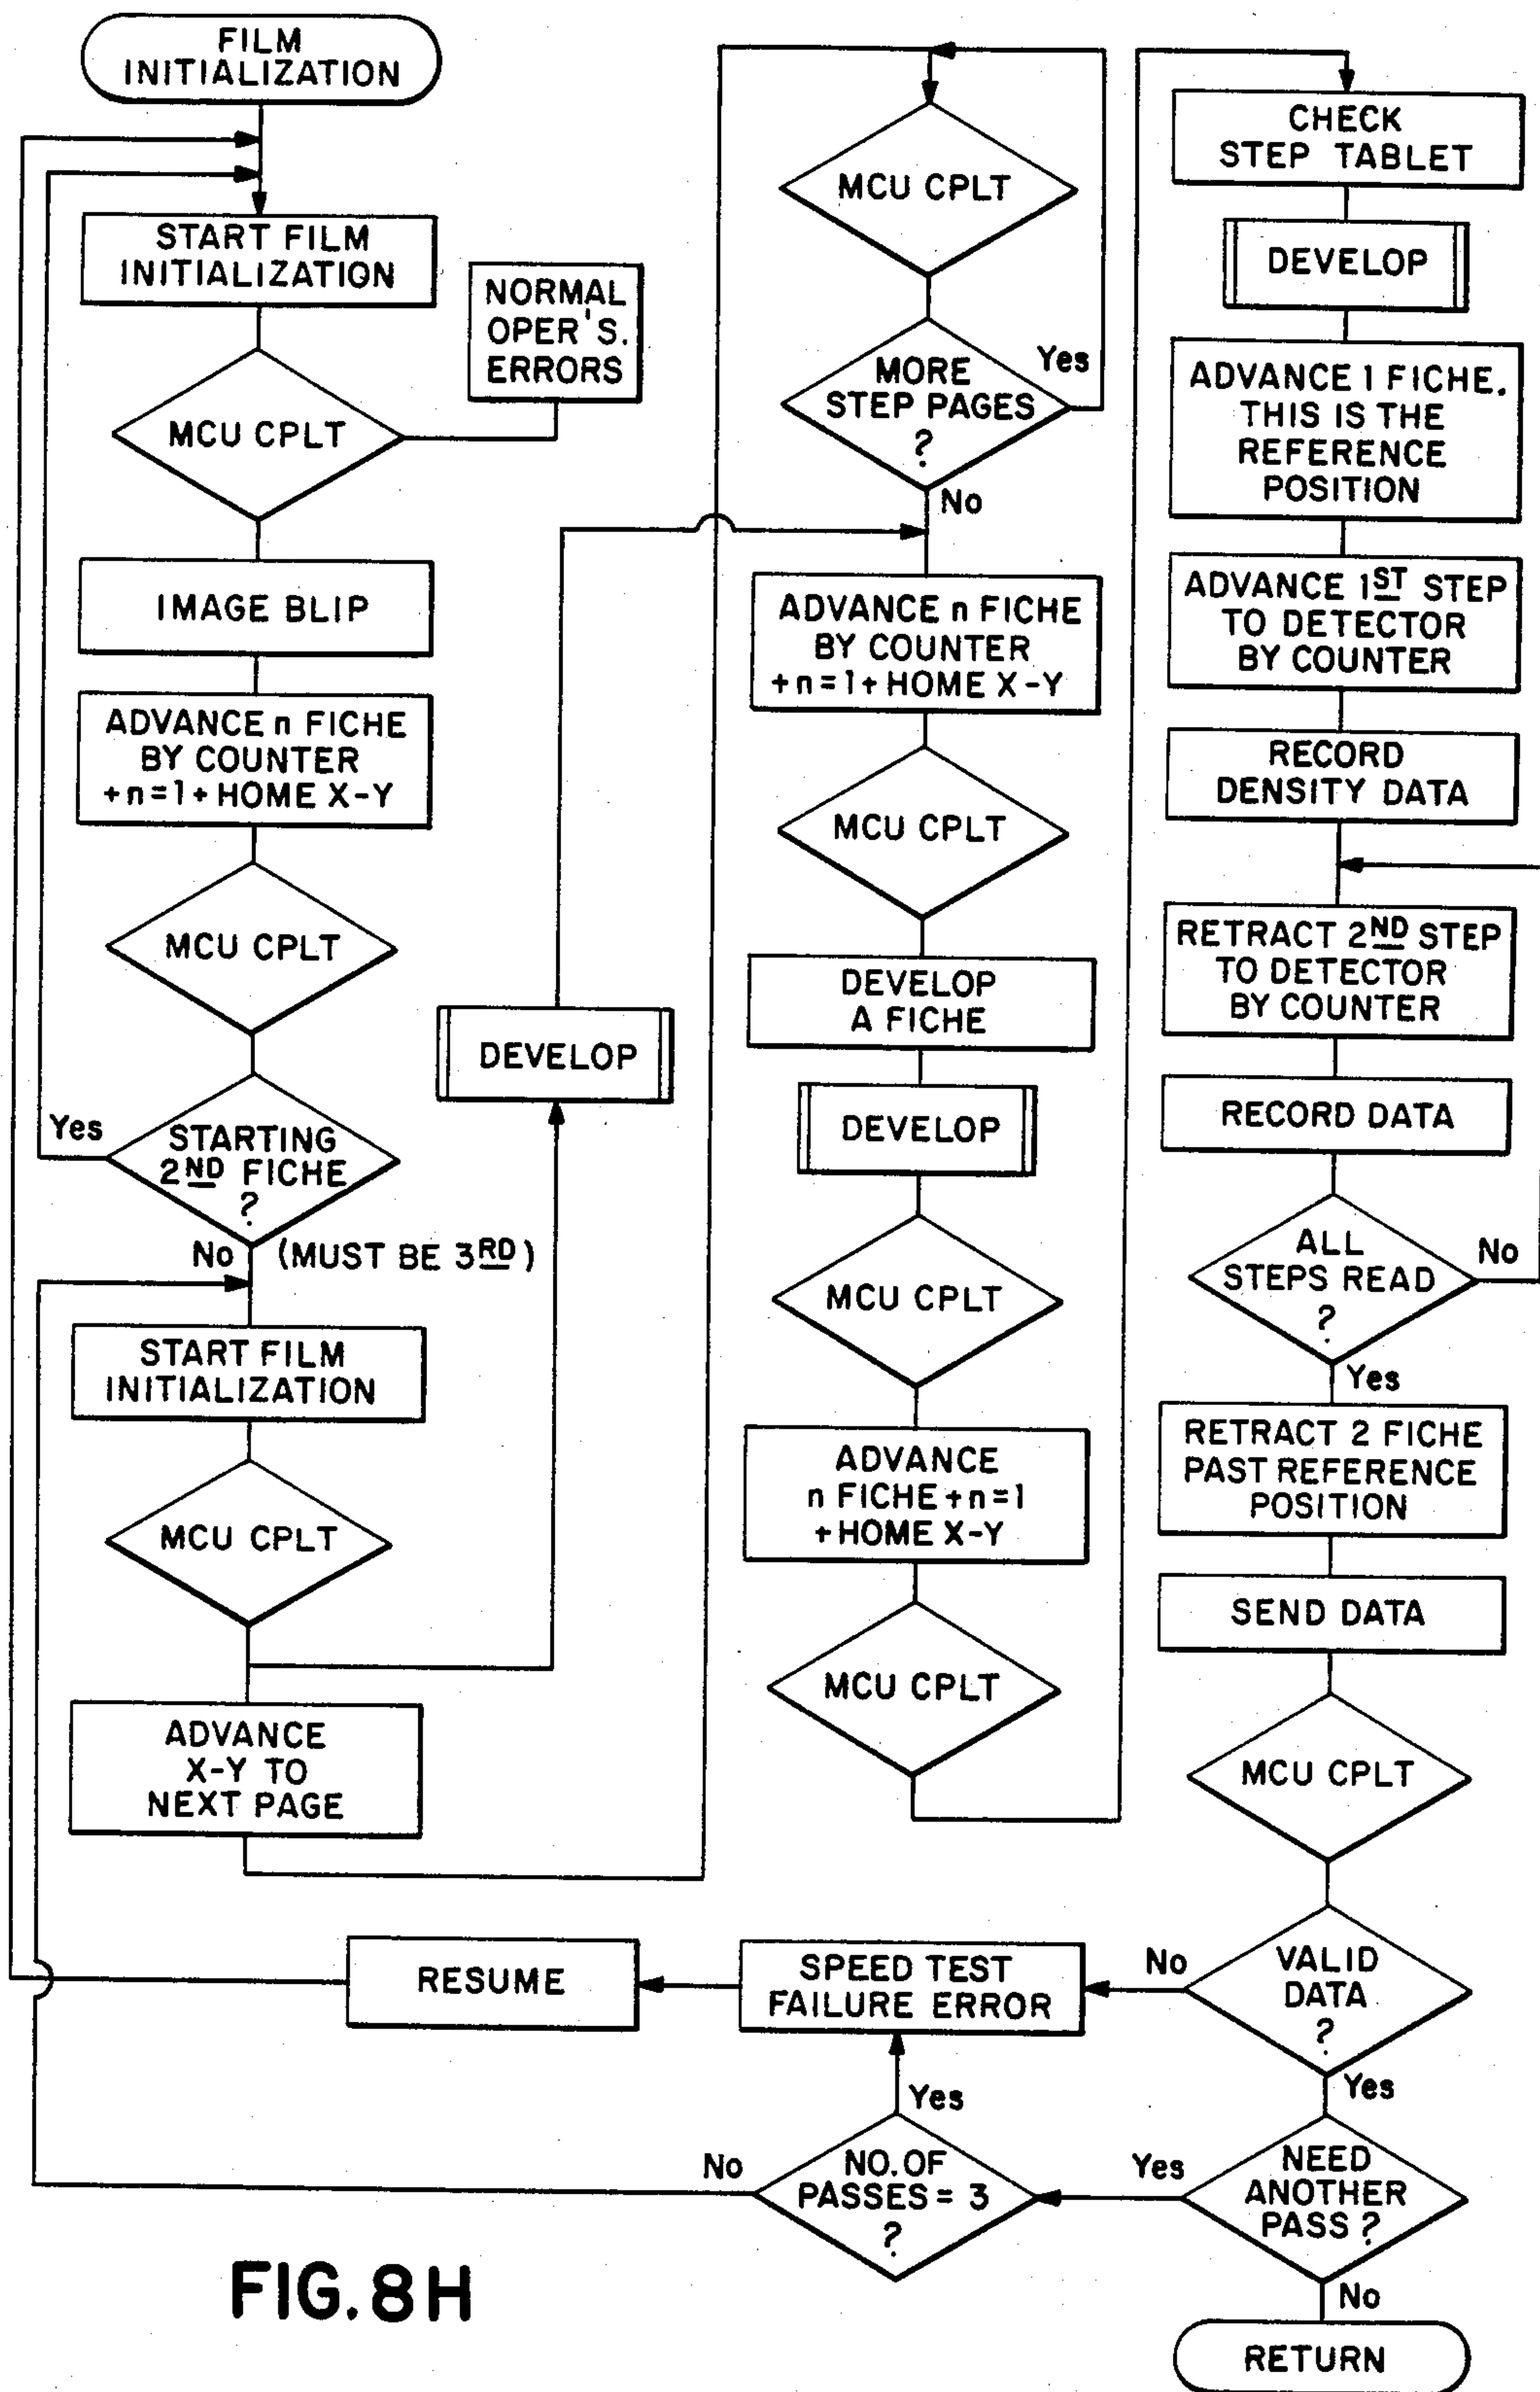 FILM
INITIALIZATION
START FILM
INITIALIZATION
NORMAL
OPER'S.
ERRORS
MCU CPLT
IMAGE BLIP
ADVANCE n FICHE
BY COUNTER
+n=1+HOME X-Y
MCU CPLT
Yes
STARTING
2ND FICHE
?
No
(MUST BE 3RD)
START FILM
INITIALIZATION
MCU CPLT
ADVANCE
X-Y TO
NEXT PAGE
DEVELOP
MCU CPLT
MORE
STEP PAGES
?
Yes
No
ADVANCE n FICHE
BY COUNTER
+n=1+HOME X-Y
MCU CPLT
DEVELOP
A FICHE
DEVELOP
MCU CPLT
ADVANCE
n FICHE+n=1
+HOME X-Y
MCU CPLT
CHECK
STEP TABLET
DEVELOP
ADVANCE 1 FICHE.
THIS IS THE
REFERENCE
POSITION
ADVANCE 1ST STEP
TO DETECTOR
BY COUNTER
RECORD
DENSITY DATA
RETRACT 2ND STEP
TO DETECTOR
BY COUNTER
RECORD DATA
ALL
STEPS READ
?
No
Yes
RETRACT 2 FICHE
PAST REFERENCE
POSITION
SEND DATA
MCU CPLT
VALID
DATA
?
No
Yes
SPEED TEST
FAILURE ERROR
RESUME
NEED
ANOTHER
PASS?
Yes
No
NO. OF
PASSES = 3
?
Yes
No
RETURN
FIG. 8H